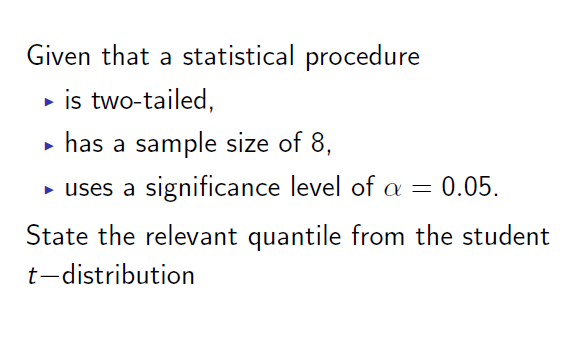 Given that a statistical procedure
▶ is two-tailed,
▶ has a sample size of 8,
▶ uses a significance level of α = 0.05.
State the relevant quantile from the student
t−distribution